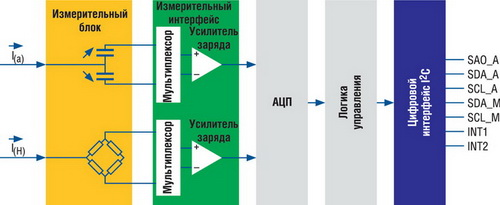 Измерительный
блок
Измерительный
интерфейс
I(a)
Мультиплексор
Усилитель
заряда
+
−
I(H)
Мультиплексор
Усилитель
заряда
+
−
АЦП
Логика
управления
Цифровой
интерфейс I²C
SAO_A
SDA_A
SCL_A
SDA_M
SCL_M
INT1
INT2